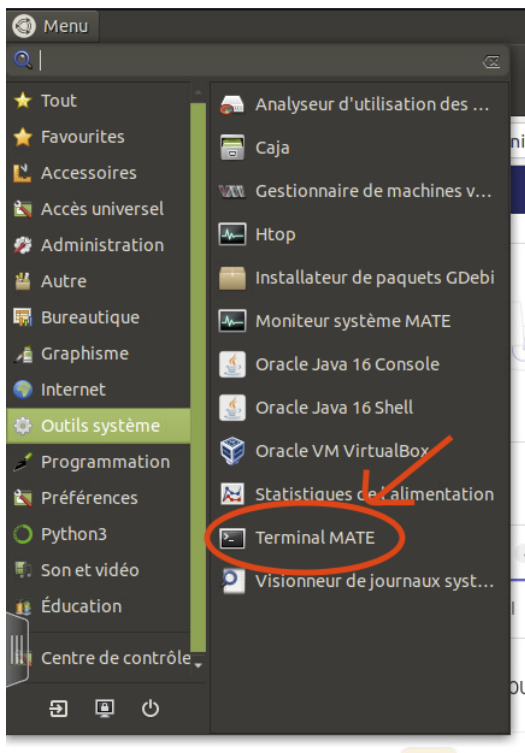 Menu
Tout
Favourites
Accessoires
Accès universel
Administration
Autre
Bureautique
Graphisme
Internet
Outils système
Programmation
Préférences
Python3
Son et vidéo
Éducation
Centre de contrôle
Analyseur d'utilisation des ...
Caja
Gestionnaire de machines v...
Htop
Installateur de paquets GDebi
Moniteur système MATE
Oracle Java 16 Console
Oracle Java 16 Shell
Oracle VM VirtualBox
Statistiques de l'alimentation
Terminal MATE
Visionneur de journaux syst...